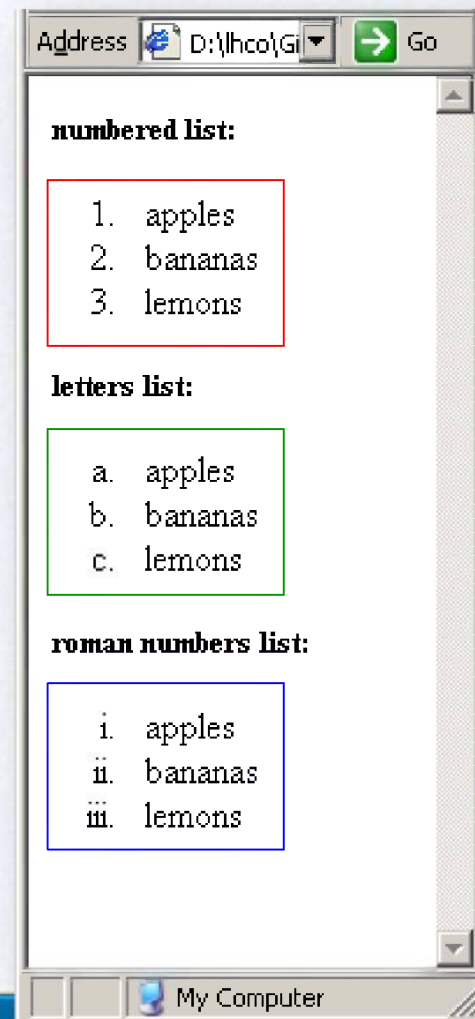 Address D:\lhco\Gi Go
numbered list:
1. apples
2. bananas
3. lemons
letters list:
a. apples
b. bananas
c. lemons
roman numbers list:
i. apples
ii. bananas
iii. lemons
My Computer